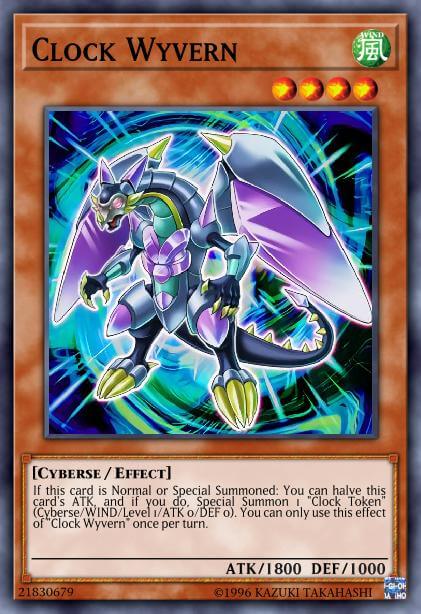 Clock Wyvern
WIND
風
[Cyberse / Effect]
If this card is Normal or Special Summoned: You can halve this
card's ATK, and if you do, Special Summon 1 "Clock Token"
(Cyberse/WIND/Level 1/ATK 0/DEF 0). You can only use this effect
of "Clock Wyvern" once per turn.
ATK/1800 DEF/1000
21830679
©1996 KAZUKI TAKAHASHI